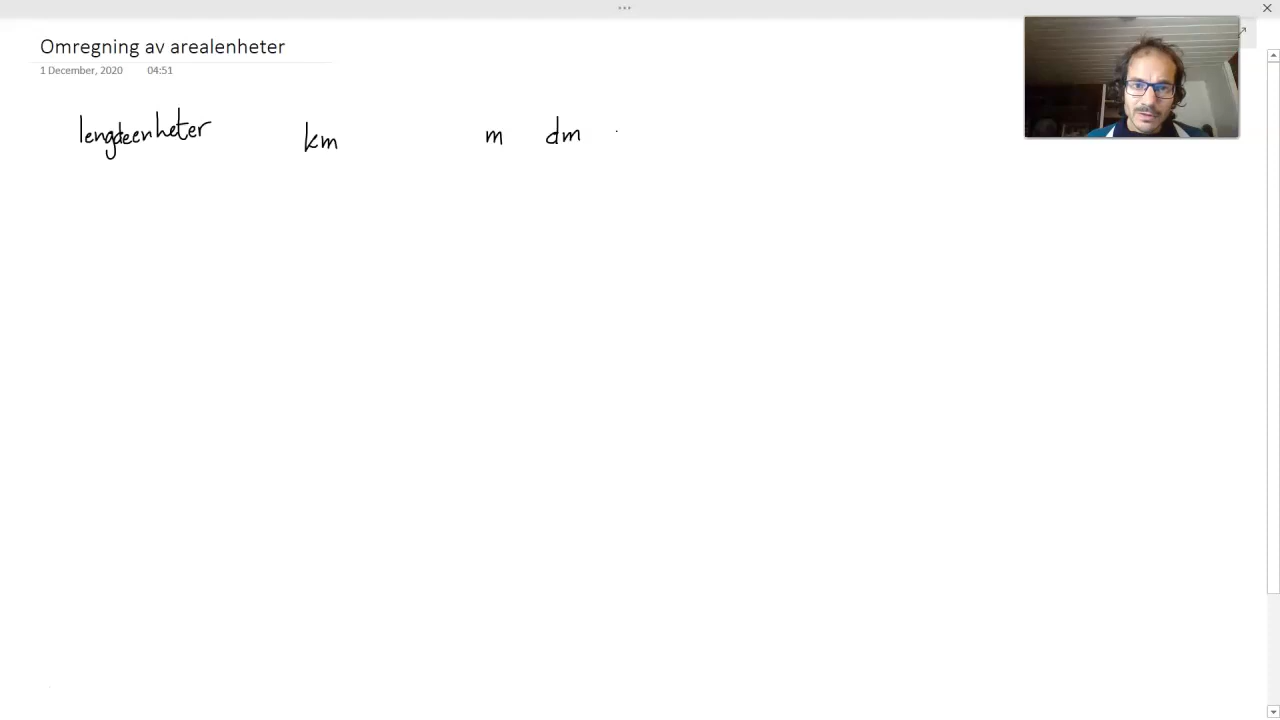 Omregning av arealenheter
1 December, 2020 04:51
lengdeenheter km m dm